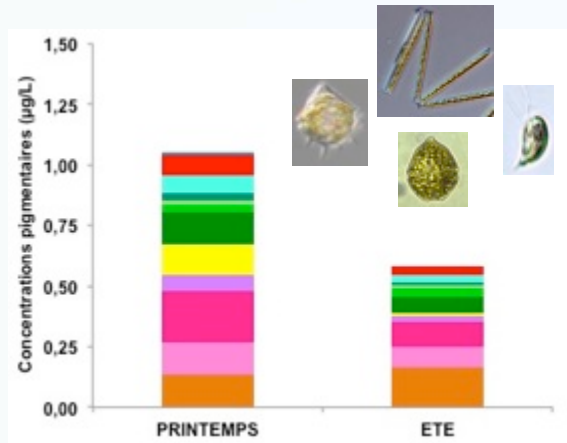 Concentrations pigmentaires (µg/L)
1,50
1,25
1,00
0,75
0,50
0,25
0,00
PRINTEMPS
ETE